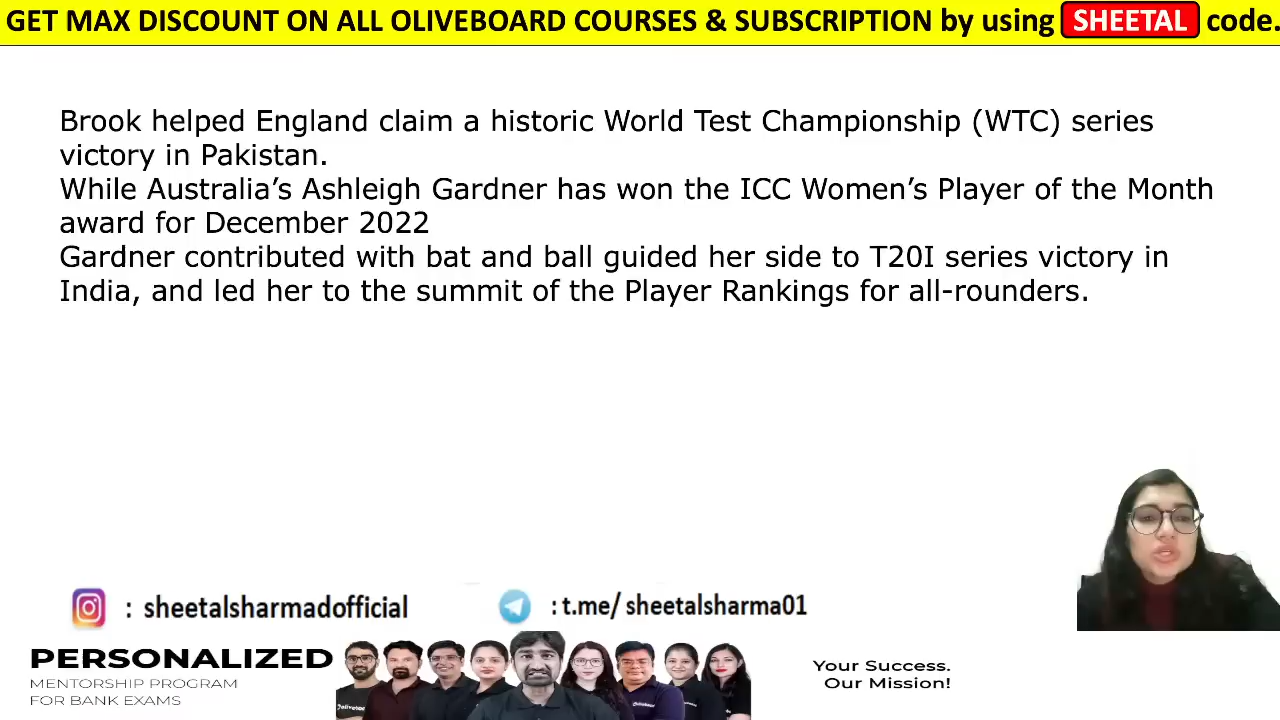 GET MAX DISCOUNT ON ALL OLIVEBOARD COURSES & SUBSCRIPTION by using SHEETAL code.
Brook helped England claim a historic World Test Championship (WTC) series
victory in Pakistan.
While Australia’s Ashleigh Gardner has won the ICC Women’s Player of the Month
award for December 2022
Gardner contributed with bat and ball guided her side to T20I series victory in
India, and led her to the summit of the Player Rankings for all-rounders.
: sheetalsharmadofficial
: t.me/ sheetalsharma01
PERSONALIZED
MENTORSHIP PROGRAM
FOR BANK EXAMS
Your Success.
Our Mission!